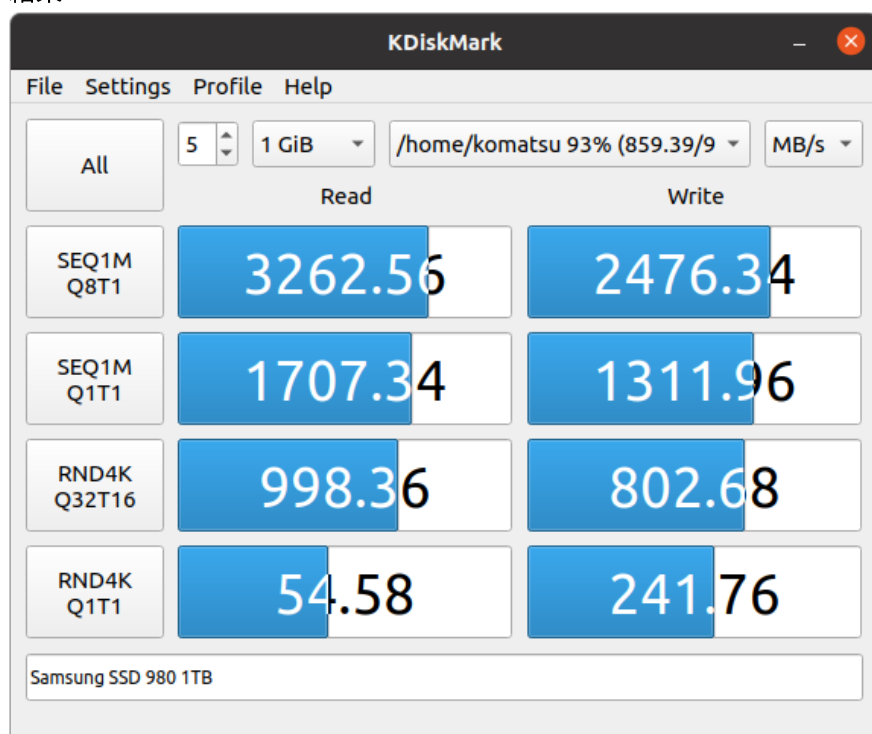 KDiskMark
File Settings Profile Help
All
5
1 GiB
/home/komatsu 93% (859.39/9
MB/s
Read Write
SEQ1M
Q8T1
3262.56 2476.34
SEQ1M
Q1T1
1707.34 1311.96
RND4K
Q32T16
998.36 802.68
RND4K
Q1T1
54.58 241.76
Samsung SSD 980 1TB